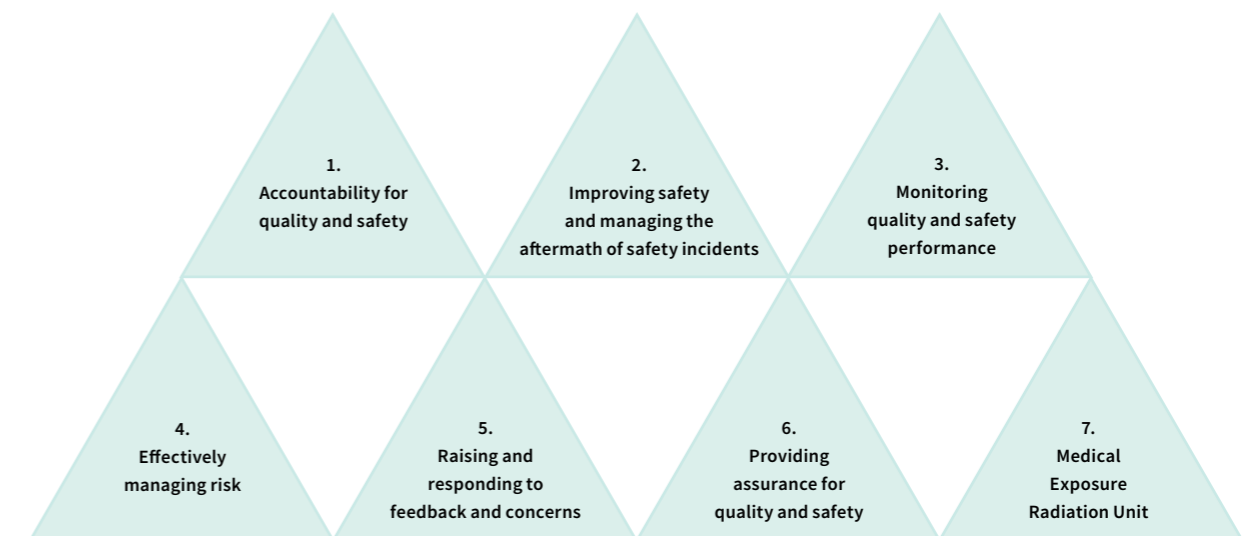 1.
Accountability for
quality and safety
2.
Improving safety
and managing the
aftermath of safety incidents
3.
Monitoring
quality and safety
performance
4.
Effectively
managing risk
5.
Raising and
responding to
feedback and concerns
6.
Providing
assurance for
quality and safety
7.
Medical
Exposure
Radiation Unit